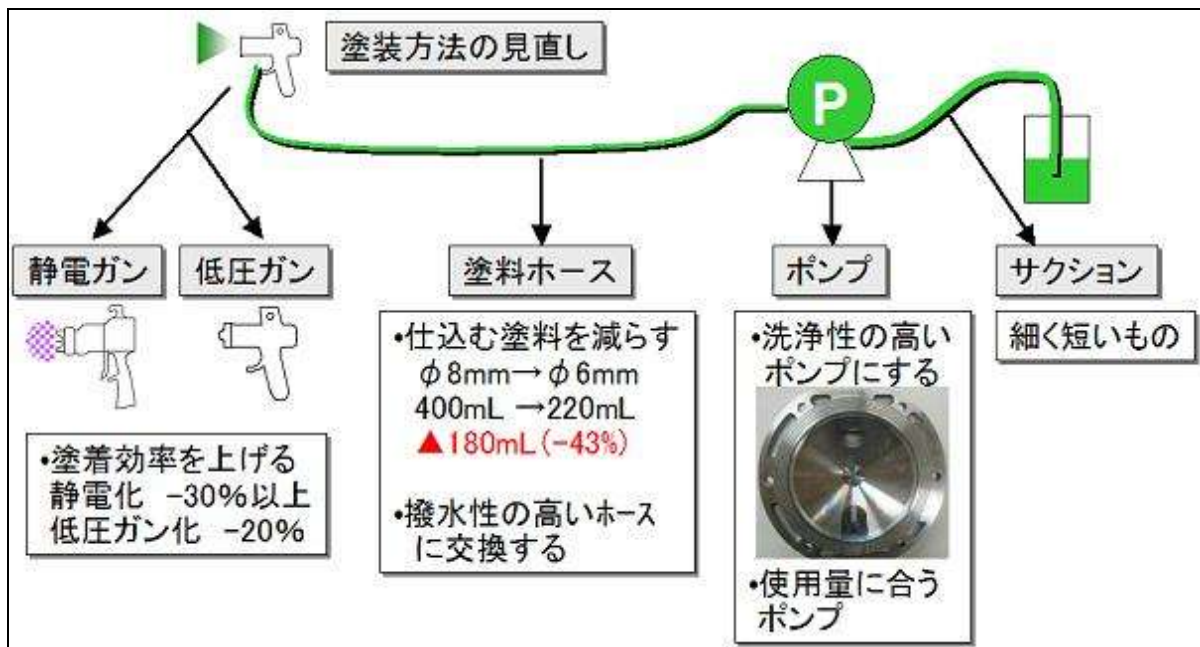 塗装方法の見直し
P
静電ガン
低圧ガン
塗料ホース
ポンプ
サクション
•塗着効率を上げる
静電化 -30%以上
低圧ガン化 -20%
•仕込む塗料を減らす
φ8mm→φ6mm
400mL →220mL
▲180mL(-43%)
•撥水性の高いホース
に交換する
•洗浄性の高い
ポンプにする
•使用量に合う
ポンプ
細く短いもの